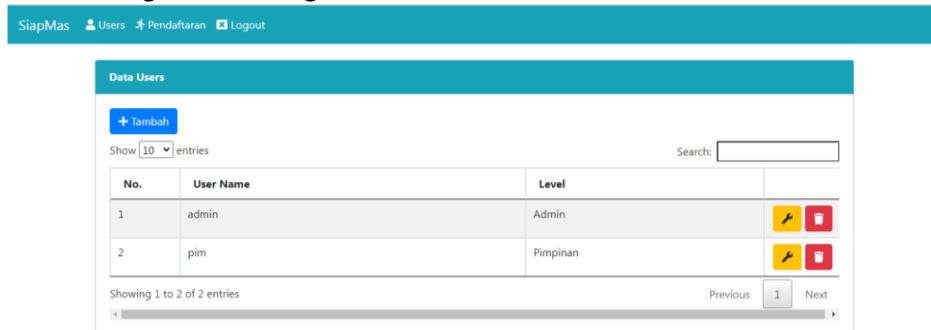 SiapMas Users Pendaftaran Logout
Data Users
+ Tambah
Show 10 entries Search:
No. User Name Level
1 admin Admin
2 pim Pimpinan
Showing 1 to 2 of 2 entries Previous 1 Next